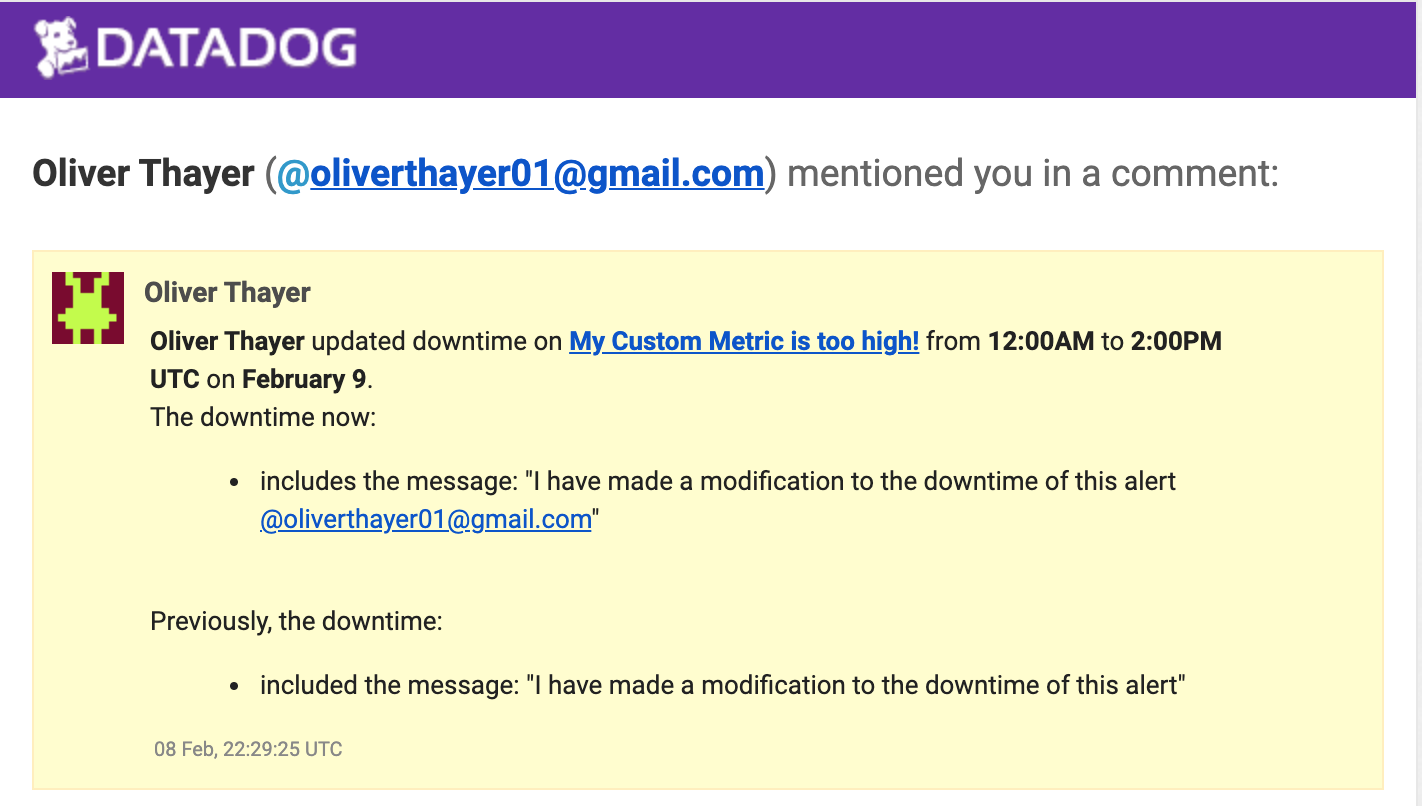 DATADOG
Oliver Thayer (@oliverthayer01@gmail.com) mentioned you in a comment:
Oliver Thayer
Oliver Thayer updated downtime on My Custom Metric is too high! from 12:00AM to 2:00PM
UTC on February 9.
The downtime now:
• includes the message: "I have made a modification to the downtime of this alert
@oliverthayer01@gmail.com"
Previously, the downtime:
• included the message: "I have made a modification to the downtime of this alert"
08 Feb, 22:29:25 UTC